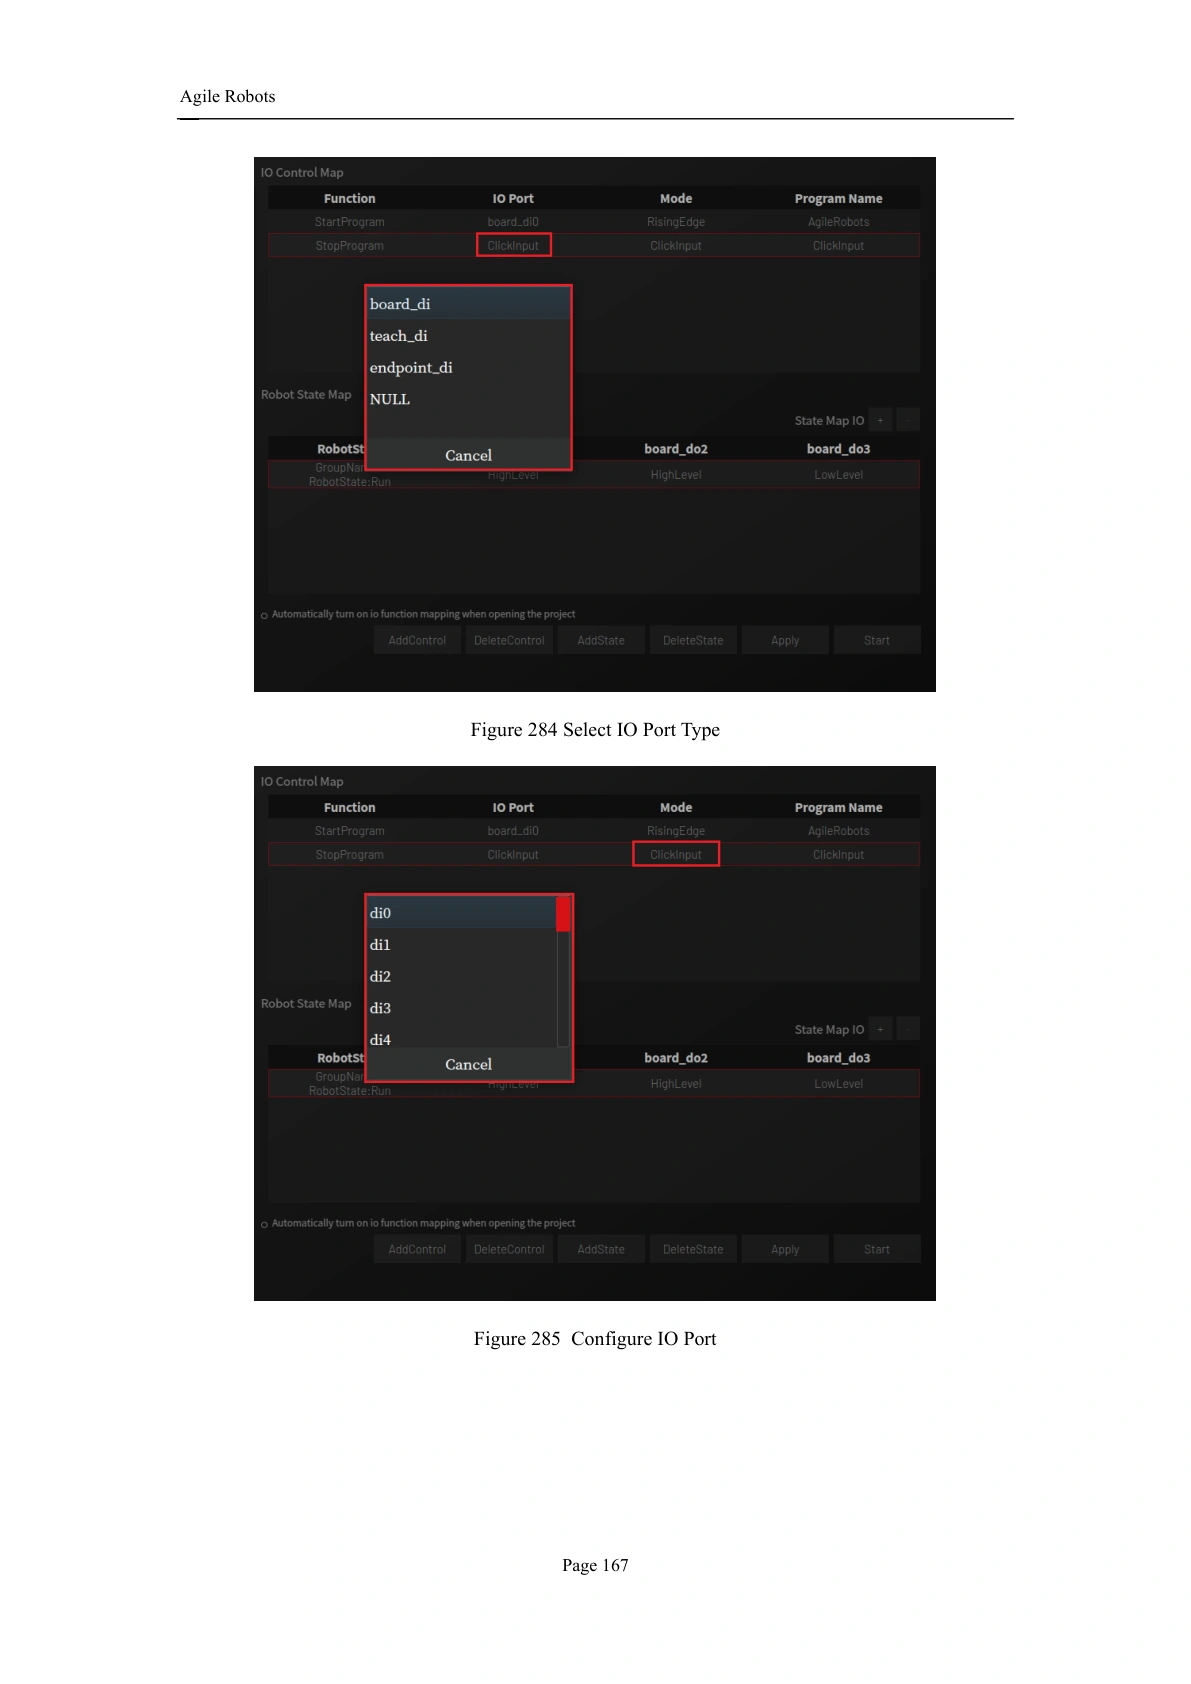 Agile Robots
IO Control Map
Function IO Port Mode Program Name
StartProgram board_di0 RisingEdge AgileRobots
StopProgram ClickInput ClickInput ClickInput
board_di
teach_di
endpoint_di
NULL
Cancel
Robot State Map
State Map IO + -
RobotSt board_do2 board_do3
GroupNa
RobotState:Run HighLevel HighLevel LowLevel
Automatically turn on io function mapping when opening the project
AddControl DeleteControl AddState DeleteState Apply Start
Figure 284 Select IO Port Type
IO Control Map
Function IO Port Mode Program Name
StartProgram board_di0 RisingEdge AgileRobots
StopProgram ClickInput ClickInput ClickInput
di0
di1
di2
di3
di4
Cancel
Robot State Map
State Map IO + -
RobotSt board_do2 board_do3
GroupNa
RobotState:Run HighLevel HighLevel LowLevel
Automatically turn on io function mapping when opening the project
AddControl DeleteControl AddState DeleteState Apply Start
Figure 285 Configure IO Port
Page 167